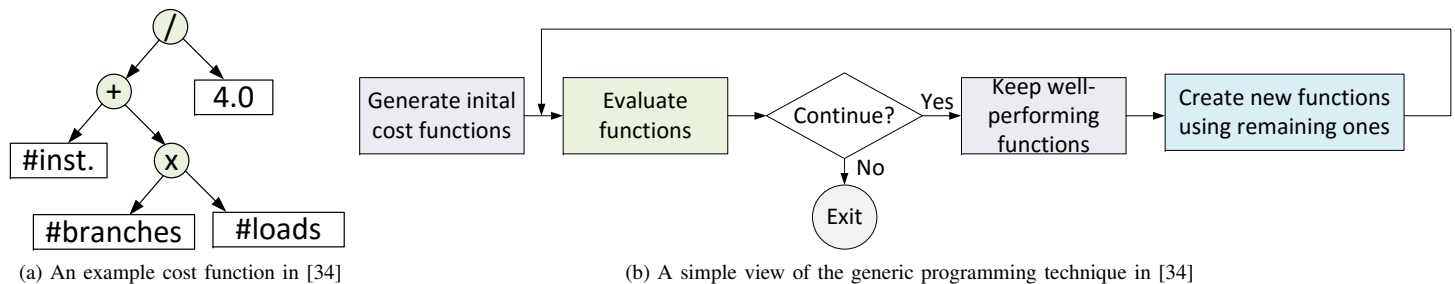 /
+
4.0
#inst.
x
#branches
#loads
(a) An example cost function in [34]
Generate inital
cost functions
Evaluate
functions
Continue?
Yes
No
Exit
Keep well-
performing
functions
Create new functions
using remaining ones
(b) A simple view of the generic programming technique in [34]